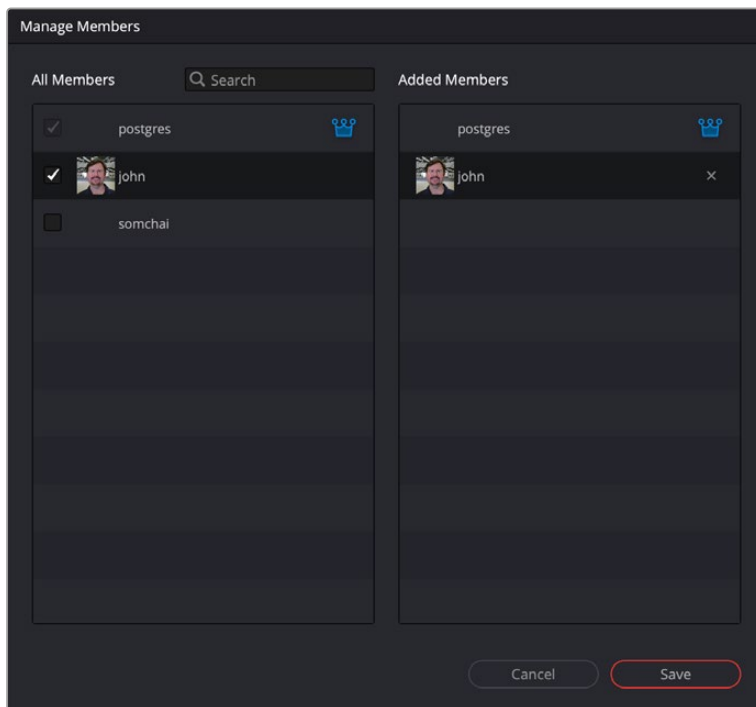 Manage Members
All Members
Search
Added Members
postgres
postgres
john
john
somchai
Cancel
Save